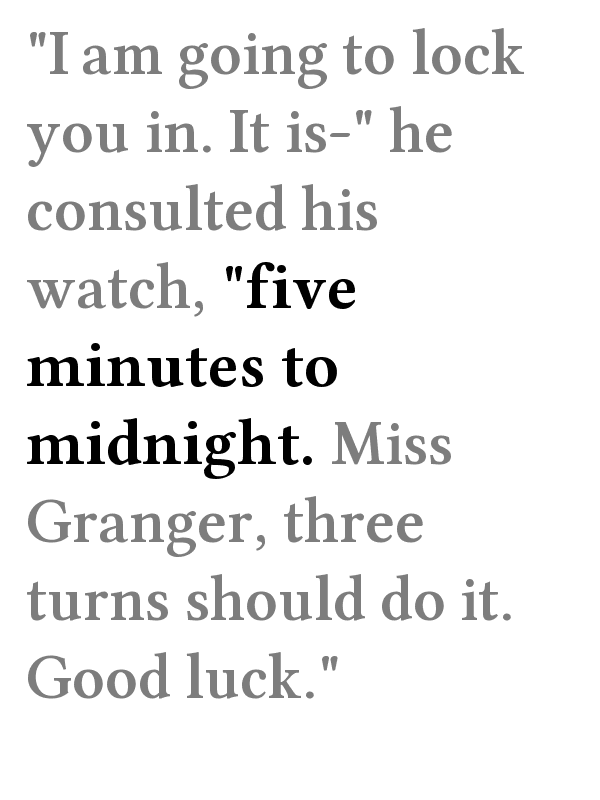 "I am going to lock
you in. It is-" he
consulted his
watch, "five
minutes to
midnight. Miss
Granger, three
turns should do it.
Good luck."